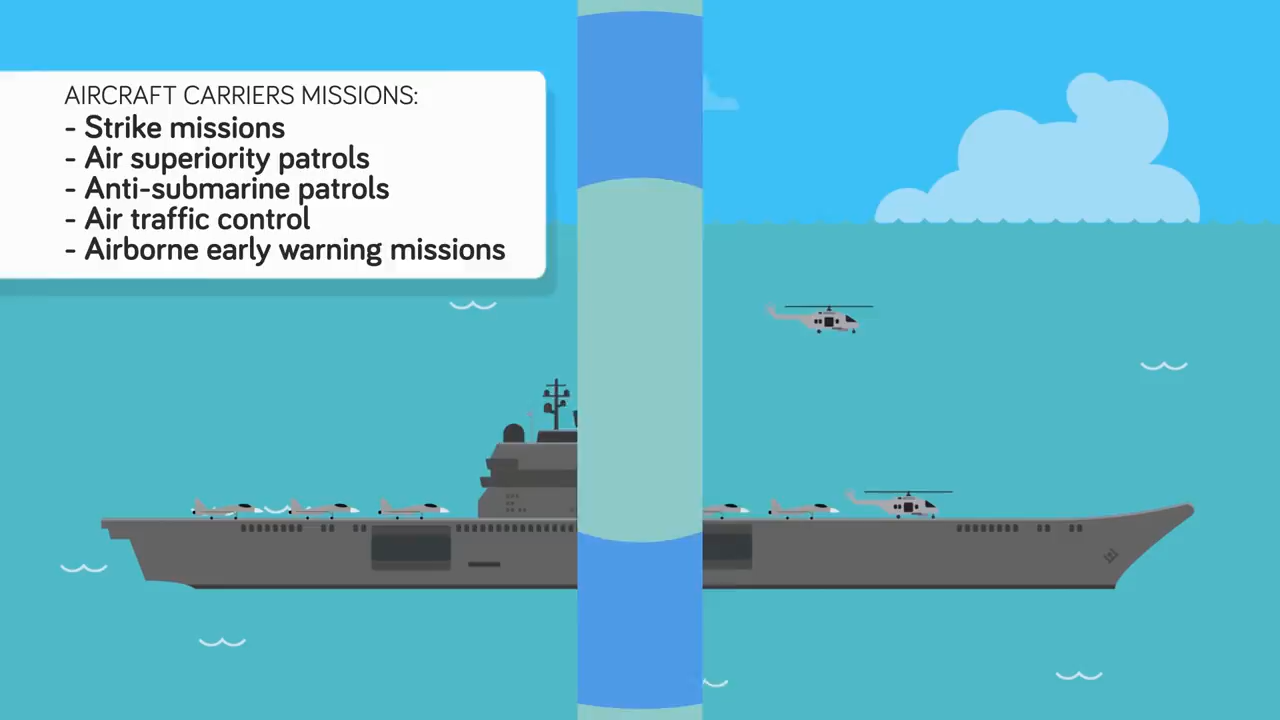 AIRCRAFT CARRIERS MISSIONS:
- Strike missions
- Air superiority patrols
- Anti-submarine patrols
- Air traffic control
- Airborne early warning missions